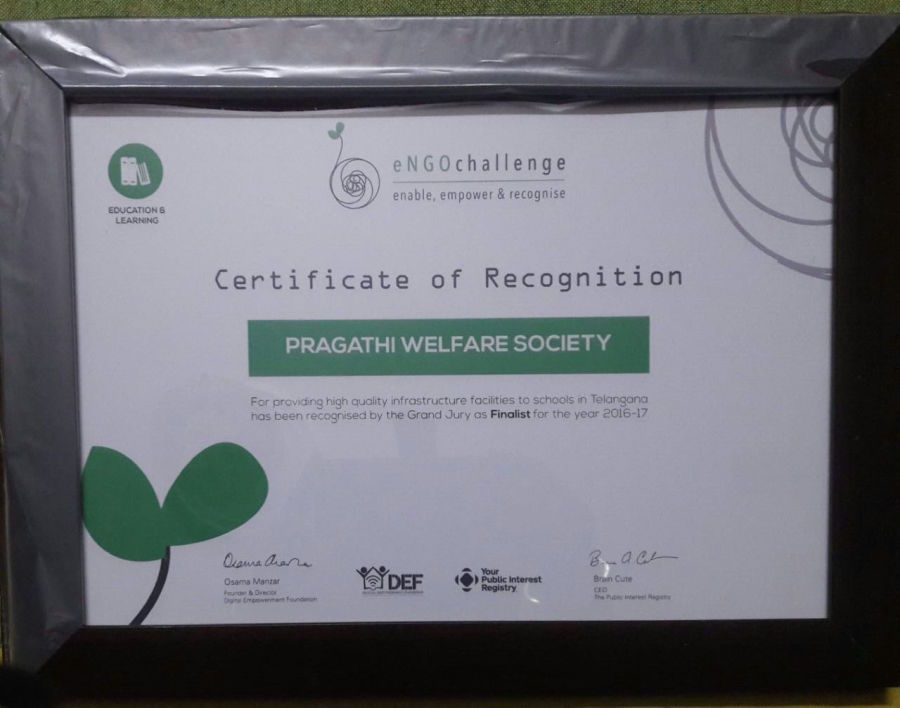 EDUCATION &
LEARNING
eNGOchallenge
enable, empower & recognise
Certificate of Recognition
PRAGATHI WELFARE SOCIETY
For providing high quality infrastructure facilities to schools in Telangana
has been recognised by the Grand Jury as Finalist for the year 2016-17
Osama Manzar
Founder & Director
Digital Empowerment Foundation
DEF
Your
Public Interest
Registry
Brain Cute
CEO
The Public Interest Registry